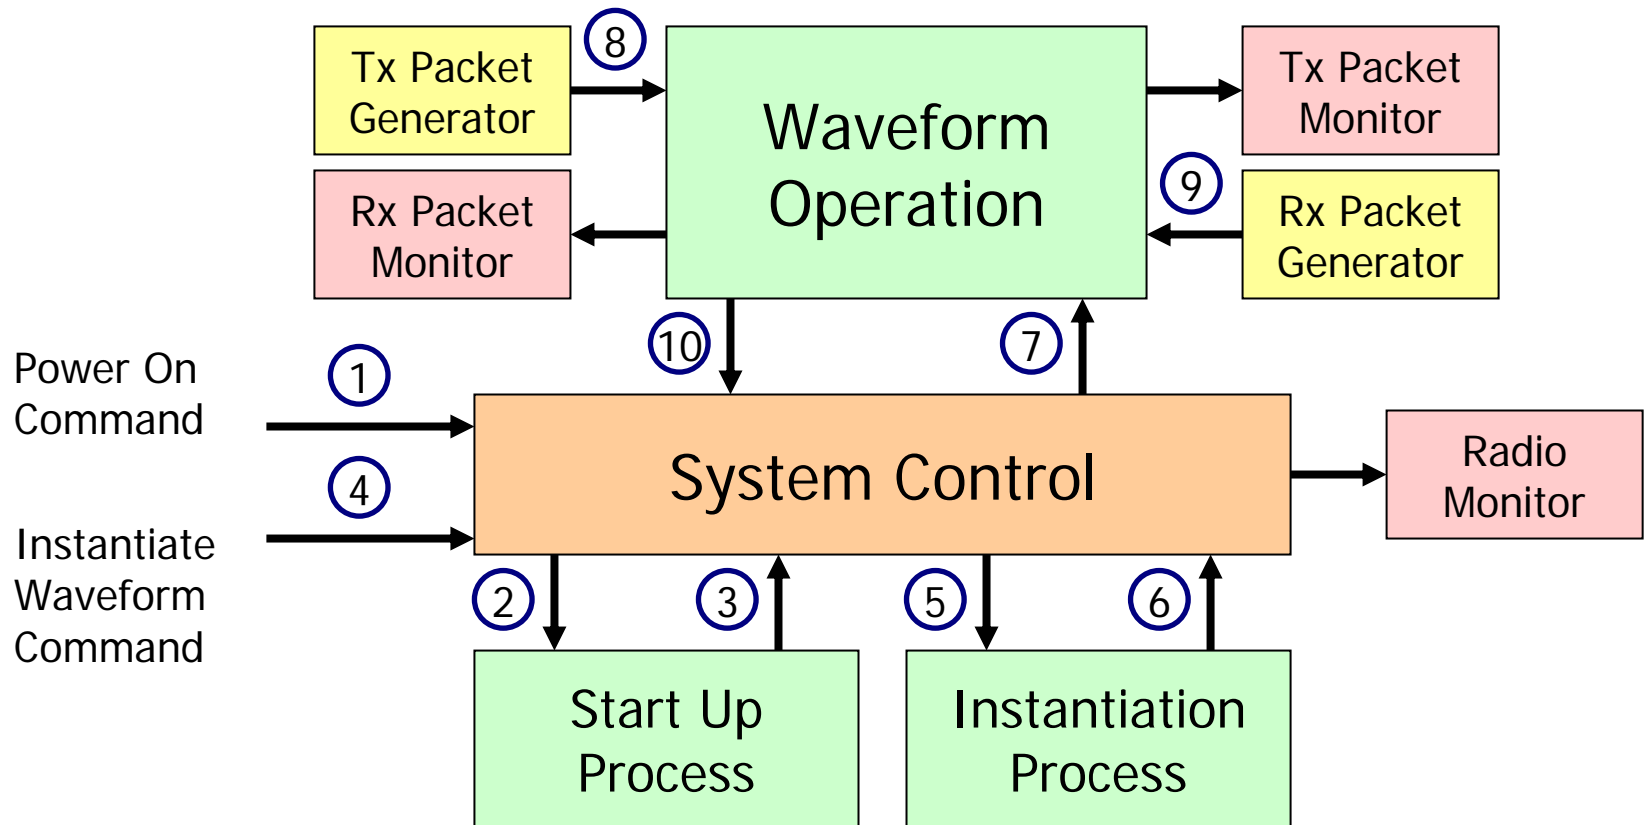 Tx Packet
Generator
8
Waveform
Operation
Tx Packet
Monitor
Rx Packet
Monitor
9
Rx Packet
Generator
10
7
Power On
Command
1
4
Instantiate
Waveform
Command
System Control
Radio
Monitor
2
3
5
6
Start Up
Process
Instantiation
Process